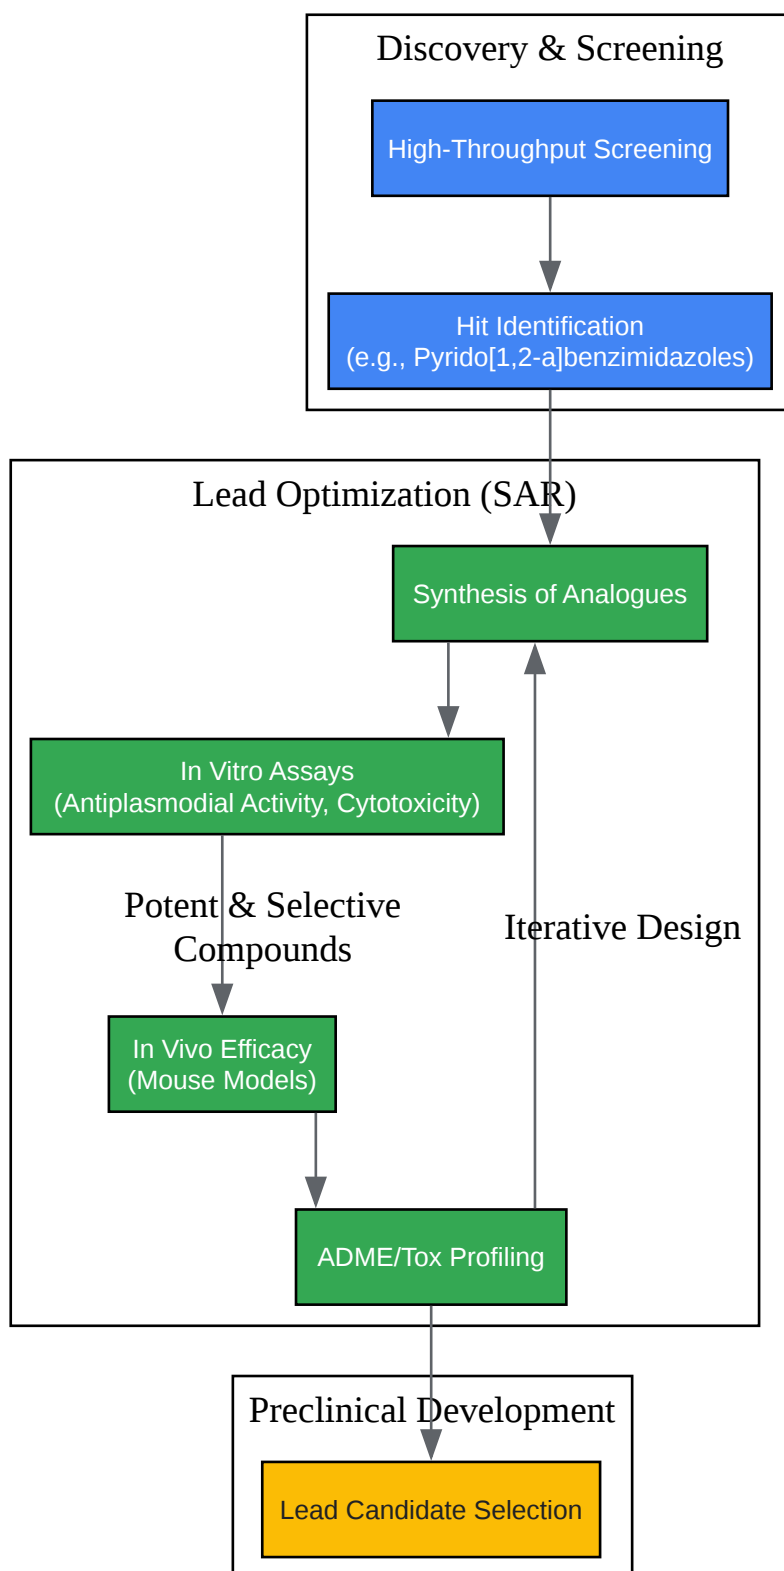 Discovery & Screening
High-Throughput Screening
Hit Identification
(e.g., Pyrido[1,2-a]benzimidazoles)
Lead Optimization (SAR)
Synthesis of Analogues
In Vitro Assays
(Antiplasmodial Activity, Cytotoxicity)
Potent & Selective
Compounds
Iterative Design
In Vivo Efficacy
(Mouse Models)
ADME/Tox Profiling
Preclinical Development
Lead Candidate Selection